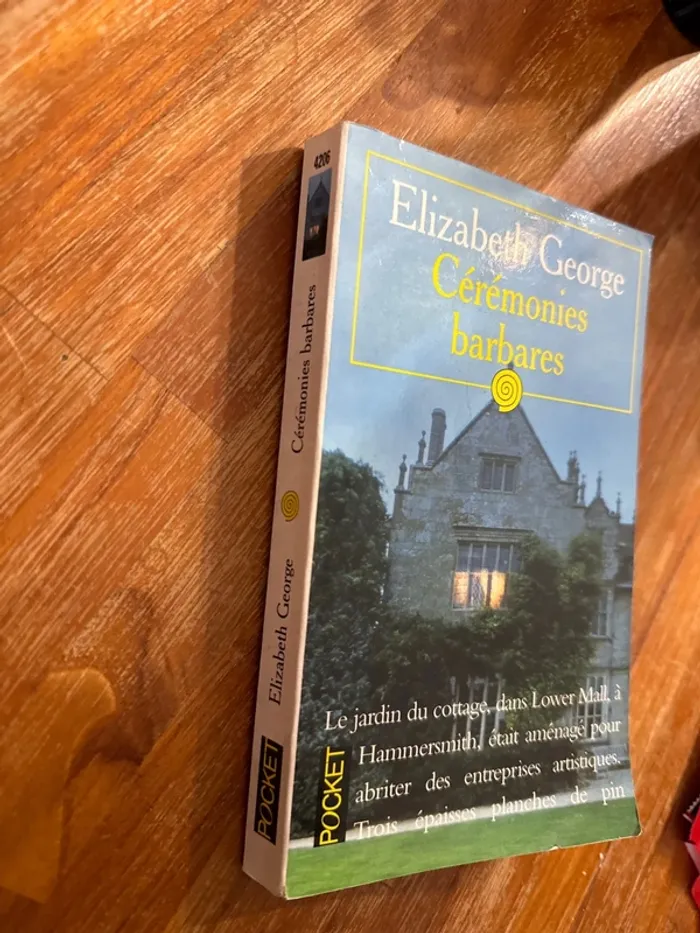 4206
Cérémonies barbares
Elizabeth George
POCKET
Elizabeth George
Cérémonies
barbares
Le jardin du cottage, dans Lower Mall, à
Hammersmith, était aménagé pour
abriter des entreprises artistiques.
Trois épaisses planches de pin
POCKET